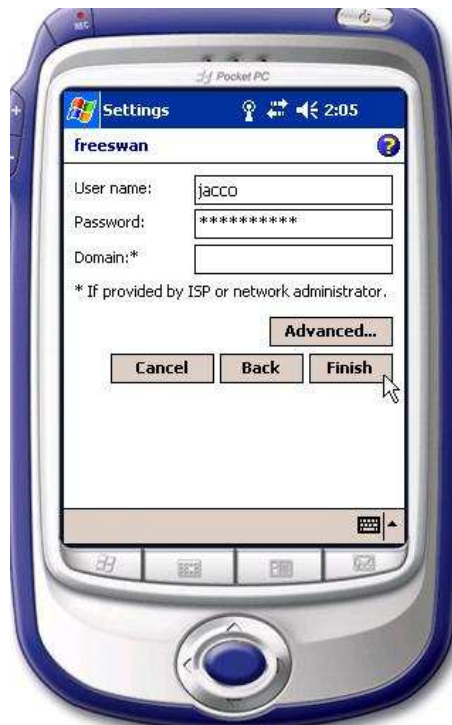 REC
Pocket PC
Settings 2:05
freeswan
User name: jacco
Password: **********
Domain:*
* If provided by ISP or network administrator.
Advanced...
Cancel Back Finish